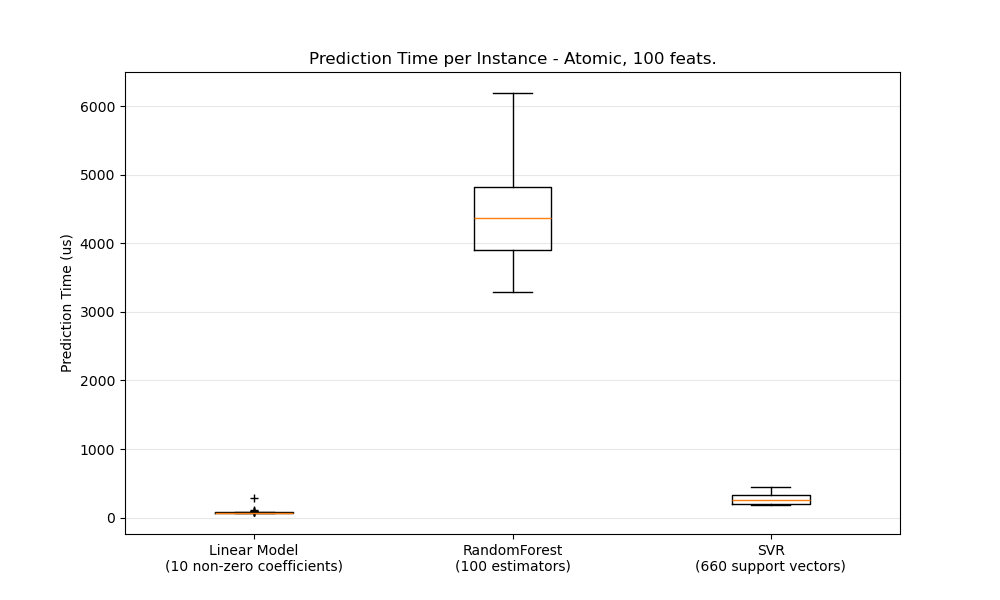 Prediction Time per Instance - Atomic, 100 feats.
Prediction Time (us)
6000
5000
4000
3000
2000
1000
0
Linear Model
(10 non-zero coefficients)
RandomForest
(100 estimators)
SVR
(660 support vectors)